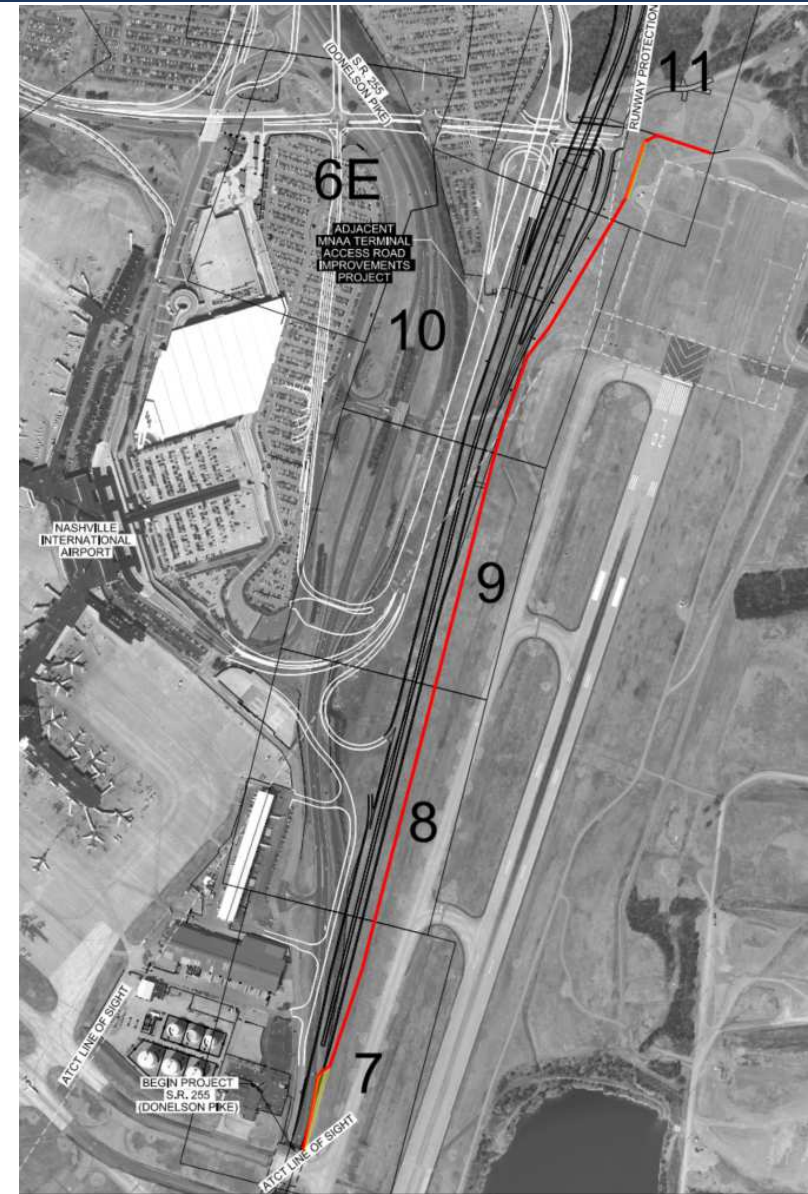 S.R. 255
(DONELSON PIKE)
RUNWAY PROTECTION
11
6E
ADJACENT
MNAA TERMINAL
ACCESS ROAD
IMPROVEMENTS
PROJECT
10
NASHVILLE
INTERNATIONAL
AIRPORT
9
8
7
ATCT LINE OF SIGHT
BEGIN PROJECT
S.R. 255
(DONELSON PIKE)
ATCT LINE OF SIGHT